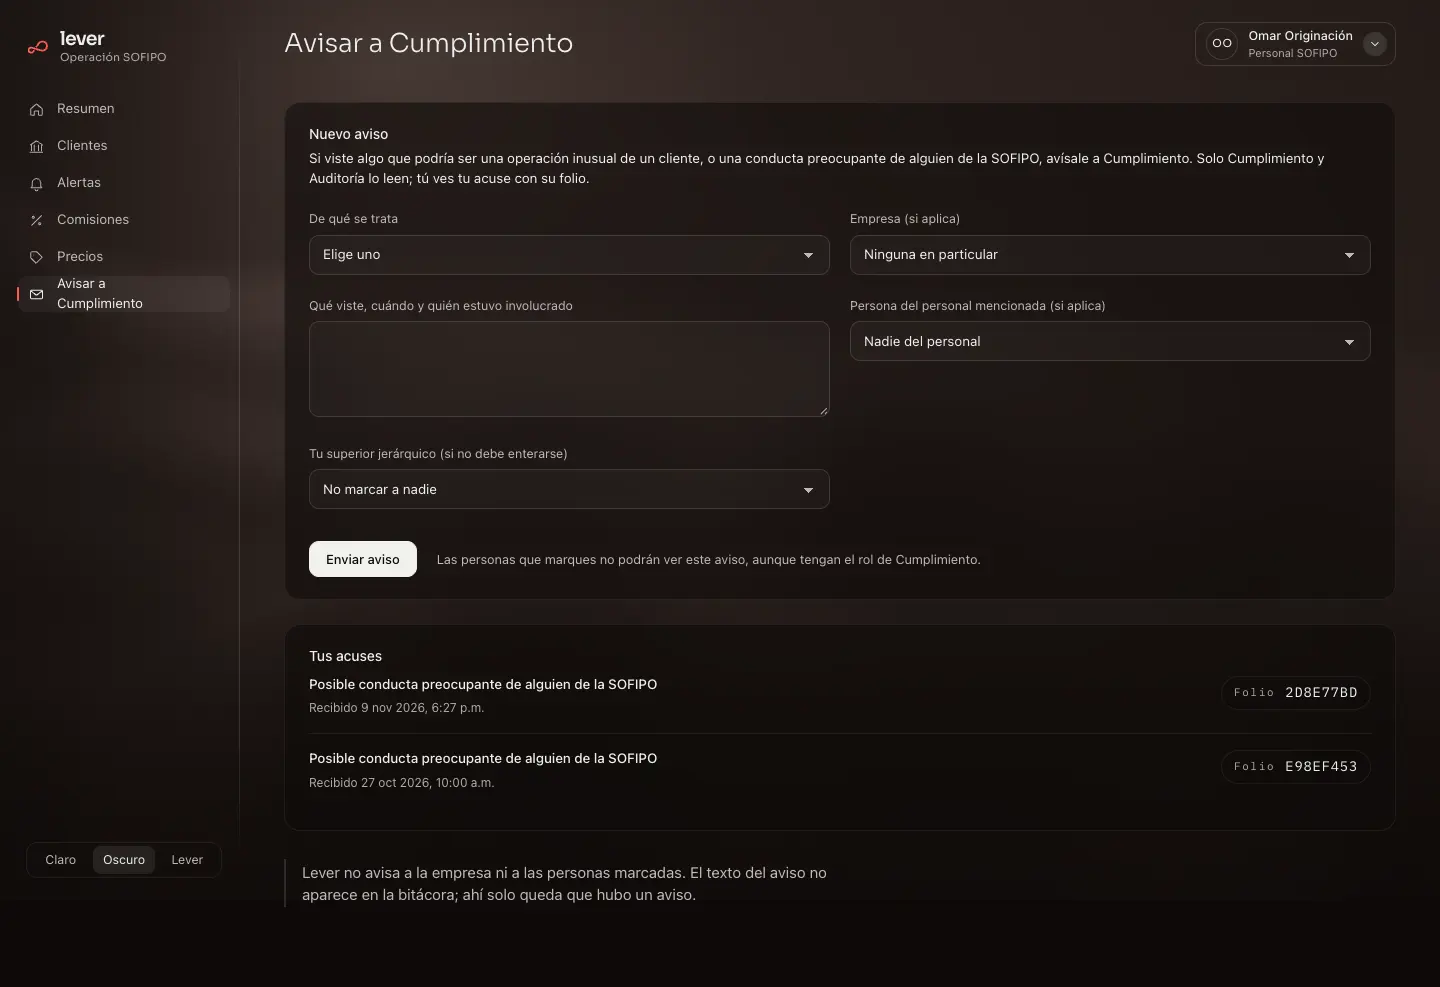 lever
Operación SOFIPO
Resumen
Clientes
Alertas
Comisiones
Precios
Avisar a
Cumplimiento
Claro
Oscuro
Lever
Avisar a Cumplimiento
OO
Omar Originación
Personal SOFIPO
Nuevo aviso
Si viste algo que podría ser una operación inusual de un cliente, o una conducta preocupante de alguien de la SOFIPO, avísale a Cumplimiento. Solo Cumplimiento y
Auditoría lo leen; tú ves tu acuse con su folio.
De qué se trata
Elige uno
Empresa (si aplica)
Ninguna en particular
Qué viste, cuándo y quién estuvo involucrado
Persona del personal mencionada (si aplica)
Nadie del personal
Tu superior jerárquico (si no debe enterarse)
No marcar a nadie
Enviar aviso
Las personas que marques no podrán ver este aviso, aunque tengan el rol de Cumplimiento.
Tus acuses
Posible conducta preocupante de alguien de la SOFIPO
Recibido 9 nov 2026, 6:27 p.m.
Folio 2D8E77BD
Posible conducta preocupante de alguien de la SOFIPO
Recibido 27 oct 2026, 10:00 a.m.
Folio E98EF453
Lever no avisa a la empresa ni a las personas marcadas. El texto del aviso no
aparece en la bitácora; ahí solo queda que hubo un aviso.